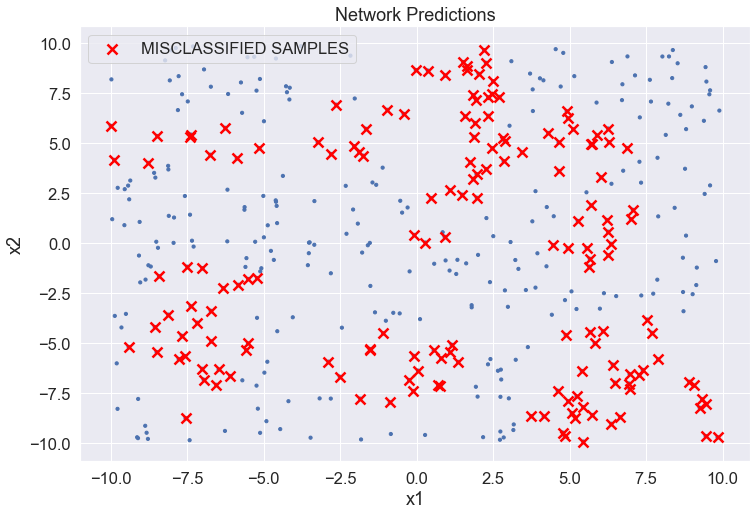 Network Predictions
MISCLASSIFIED SAMPLES
10.0
7.5
5.0
2.5
0.0
−2.5
−5.0
−7.5
−10.0
x2
−10.0 −7.5 −5.0 −2.5 0.0 2.5 5.0 7.5 10.0
x1